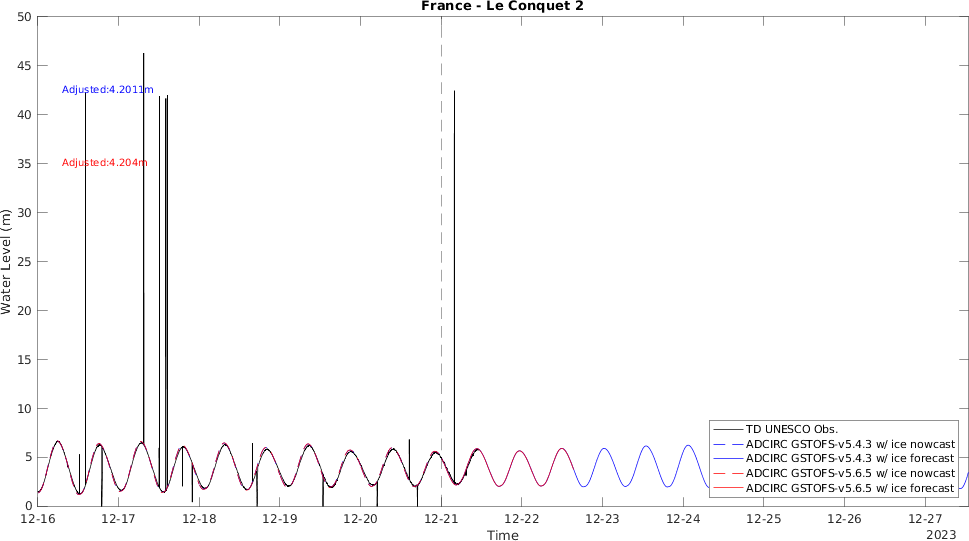 France - Le Conquet 2
50
45
40
35
30
25
20
15
10
5
0
Water Level (m)
Adjusted:4.2011m
Adjusted:4.204m
TD UNESCO Obs.
ADCIRC GSTOFS-v5.4.3 w/ ice nowcast
ADCIRC GSTOFS-v5.4.3 w/ ice forecast
ADCIRC GSTOFS-v5.6.5 w/ ice nowcast
ADCIRC GSTOFS-v5.6.5 w/ ice forecast
12-16 12-17 12-18 12-19 12-20 12-21 12-22 12-23 12-24 12-25 12-26 12-27
Time
2023